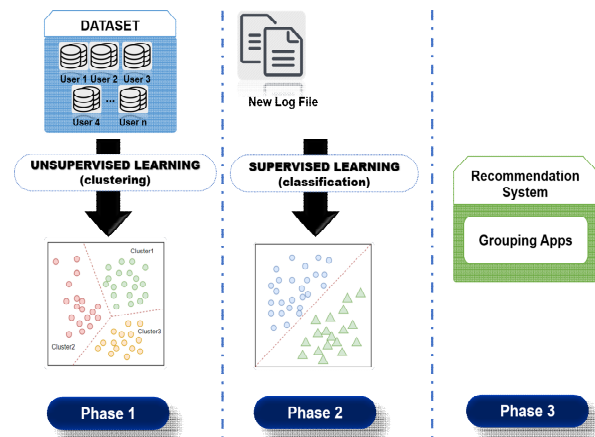 DATASET
User 1 User 2 User 3
User 4 ... User n
UNSUPERVISED LEARNING
(clustering)
Cluster1
Cluster2
Cluster3
Phase 1
New Log File
SUPERVISED LEARNING
(classification)
Phase 2
Recommendation
System
Grouping Apps
Phase 3